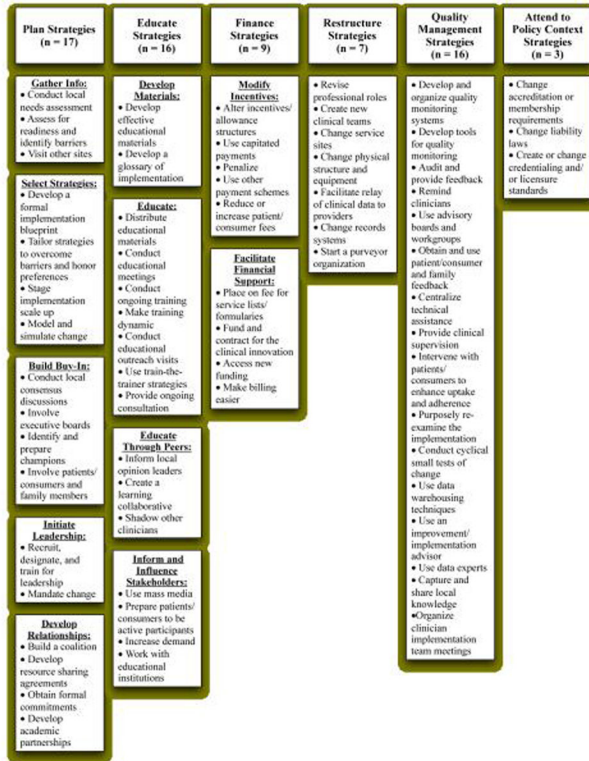 Plan Strategies
(n = 17)
Gather Info:
• Conduct local
needs assessment
• Assess for
readiness and
identify barriers
• Visit other sites
Select Strategies:
• Develop a
formal
implementation
blueprint
• Tailor strategies
to overcome
barriers and honor
preferences
• Stage
implementation
scale up
• Model and
simulate change
Build Buy-In:
• Conduct local
consensus
discussions
• Involve
executive boards
• Identify and
prepare
champions
• Involve patients/
consumers and
family members
Initiate
Leadership:
• Recruit,
designate, and
train for
leadership
• Mandate change
Develop
Relationships:
• Build a coalition
• Develop
resource sharing
agreements
• Obtain formal
commitments
• Develop
academic
partnerships
Educate
Strategies
(n = 16)
Develop
Materials:
• Develop
effective
educational
materials
• Develop a
glossary of
implementation
Educate:
• Distribute
educational
materials
• Conduct
educational
meetings
• Conduct
ongoing training
• Make training
dynamic
• Conduct
educational
outreach visits
• Use train-the-
trainer strategies
• Provide ongoing
consultation
Educate
Through Peers:
• Inform local
opinion leaders
• Create a
learning
collaborative
• Shadow other
clinicians
Inform and
Influence
Stakeholders:
• Use mass media
• Prepare patients/
consumers to be
active participants
• Increase demand
• Work with
educational
institutions
Finance
Strategies
(n = 9)
Modify
Incentives:
• Alter incentives/
allowance
structures
• Use capitated
payments
• Penalize
• Use other
payment schemes
• Reduce or
increase patient/
consumer fees
Facilitate
Financial
Support:
• Place on fee for
service lists/
formularies
• Fund and
contract for the
clinical innovation
• Access new
funding
• Make billing
easier
Restructure
Strategies
(n = 7)
• Revise
professional roles
• Create new
clinical teams
• Change service
sites
• Change physical
structure and
equipment
• Facilitate relay
of clinical data to
providers
• Change records
systems
• Start a purveyor
organization
Quality
Management
Strategies
(n = 16)
• Develop and
organize quality
monitoring
systems
• Develop tools
for quality
monitoring
• Audit and
provide feedback
• Remind
clinicians
• Use advisory
boards and
workgroups
• Obtain and use
patient/consumer
and family
feedback
• Centralize
technical
assistance
• Provide clinical
supervision
• Intervene with
patients/
consumers to
enhance uptake
and adherence
• Purposely re-
examine the
implementation
• Conduct cyclical
small tests of
change
• Use data
warehousing
techniques
• Use an
improvement/
implementation
advisor
• Use data experts
• Capture and
share local
knowledge
•Organize
clinician
implementation
team meetings
Attend to
Policy Context
Strategies
(n = 3)
• Change
accreditation or
membership
requirements
• Change liability
laws
• Create or change
credentialing and/
or licensure
standards